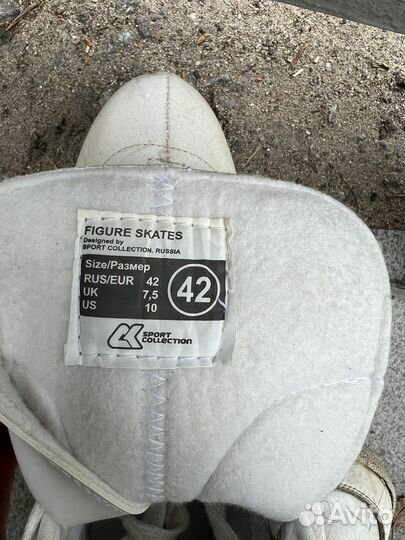 FIGURE SKATES
Designed by
SPORT COLLECTION, RUSSIA
Size/Размер
RUS/EUR 42
UK 7,5
US 10
42
SPORT
COLLECTION
Avito